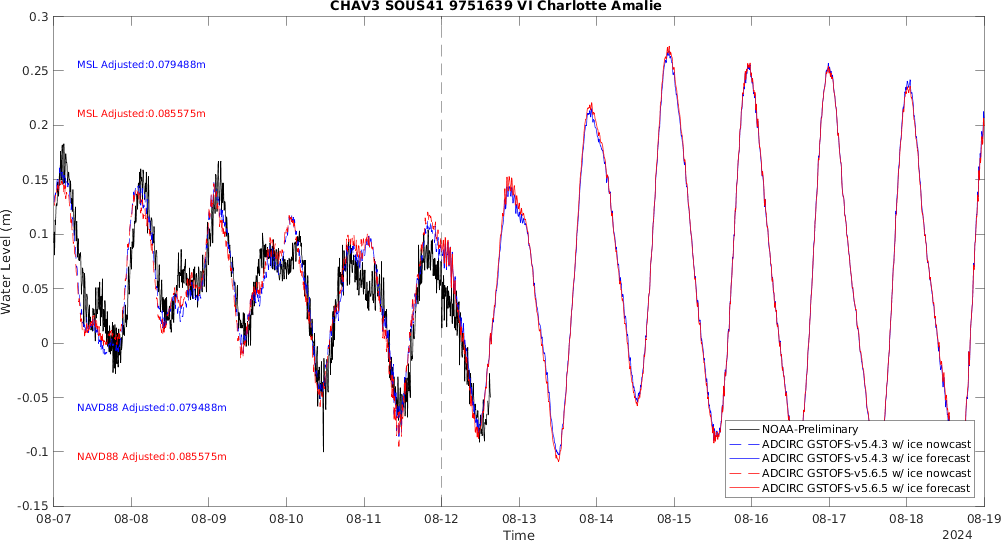 CHAV3 SOUS41 9751639 VI Charlotte Amalie
0.3
0.25
0.2
0.15
0.1
0.05
0
-0.05
-0.1
-0.15
Water Level (m)
MSL Adjusted:0.079488m
MSL Adjusted:0.085575m
NAVD88 Adjusted:0.079488m
NAVD88 Adjusted:0.085575m
NOAA-Preliminary
ADCIRC GSTOFS-v5.4.3 w/ ice nowcast
ADCIRC GSTOFS-v5.4.3 w/ ice forecast
ADCIRC GSTOFS-v5.6.5 w/ ice nowcast
ADCIRC GSTOFS-v5.6.5 w/ ice forecast
08-07 08-08 08-09 08-10 08-11 08-12 08-13 08-14 08-15 08-16 08-17 08-18 08-19
Time
2024